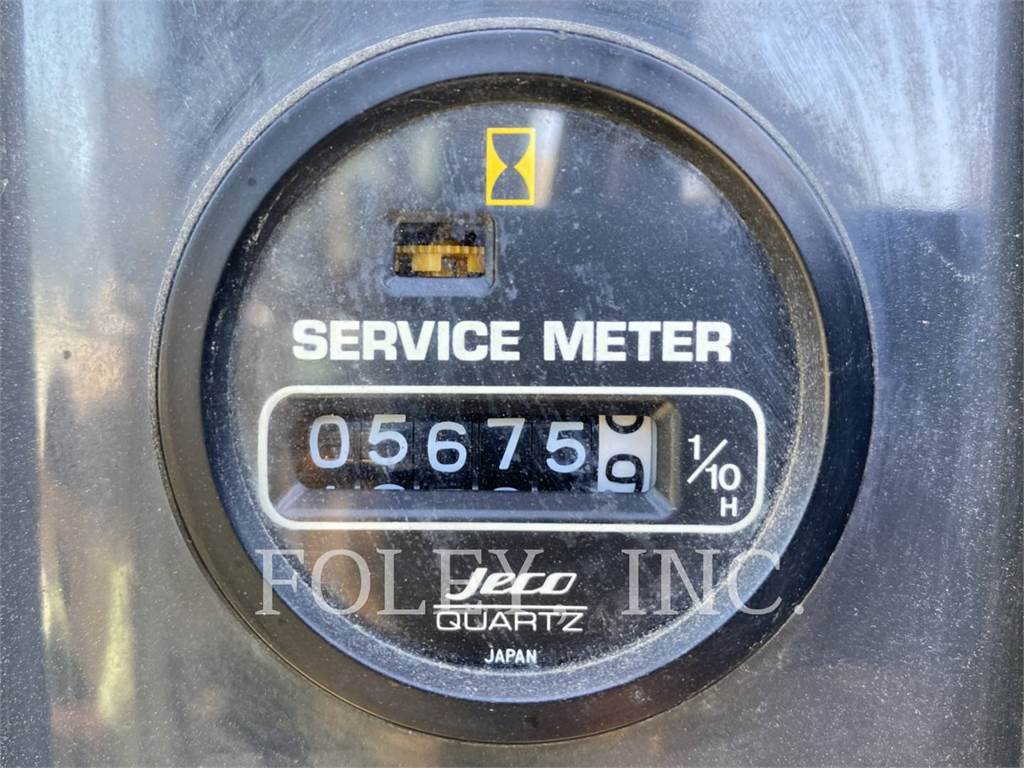 SERVICE METER
05675
1/10
H
Jeco
QUARTZ
JAPAN
FOLEY, INC.